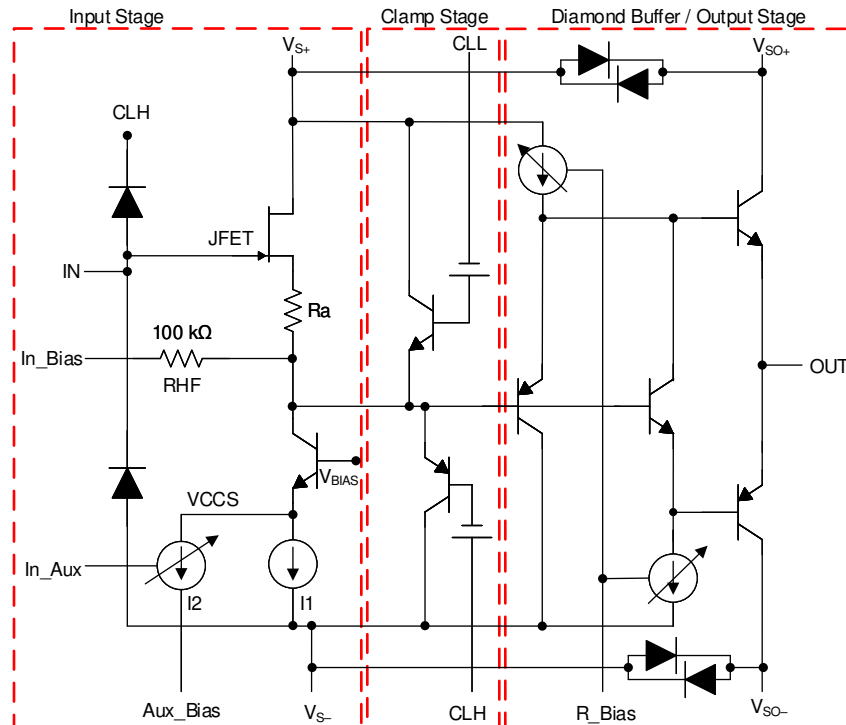 Input Stage
Clamp Stage
Diamond Buffer / Output Stage
VS+
CLL
VSO+
CLH
JFET
IN
Ra
100 kΩ
In_Bias
RHF
OUT
VBIAS
VCCS
In_Aux
I2
I1
Aux_Bias
VS–
CLH
R_Bias
VSO–